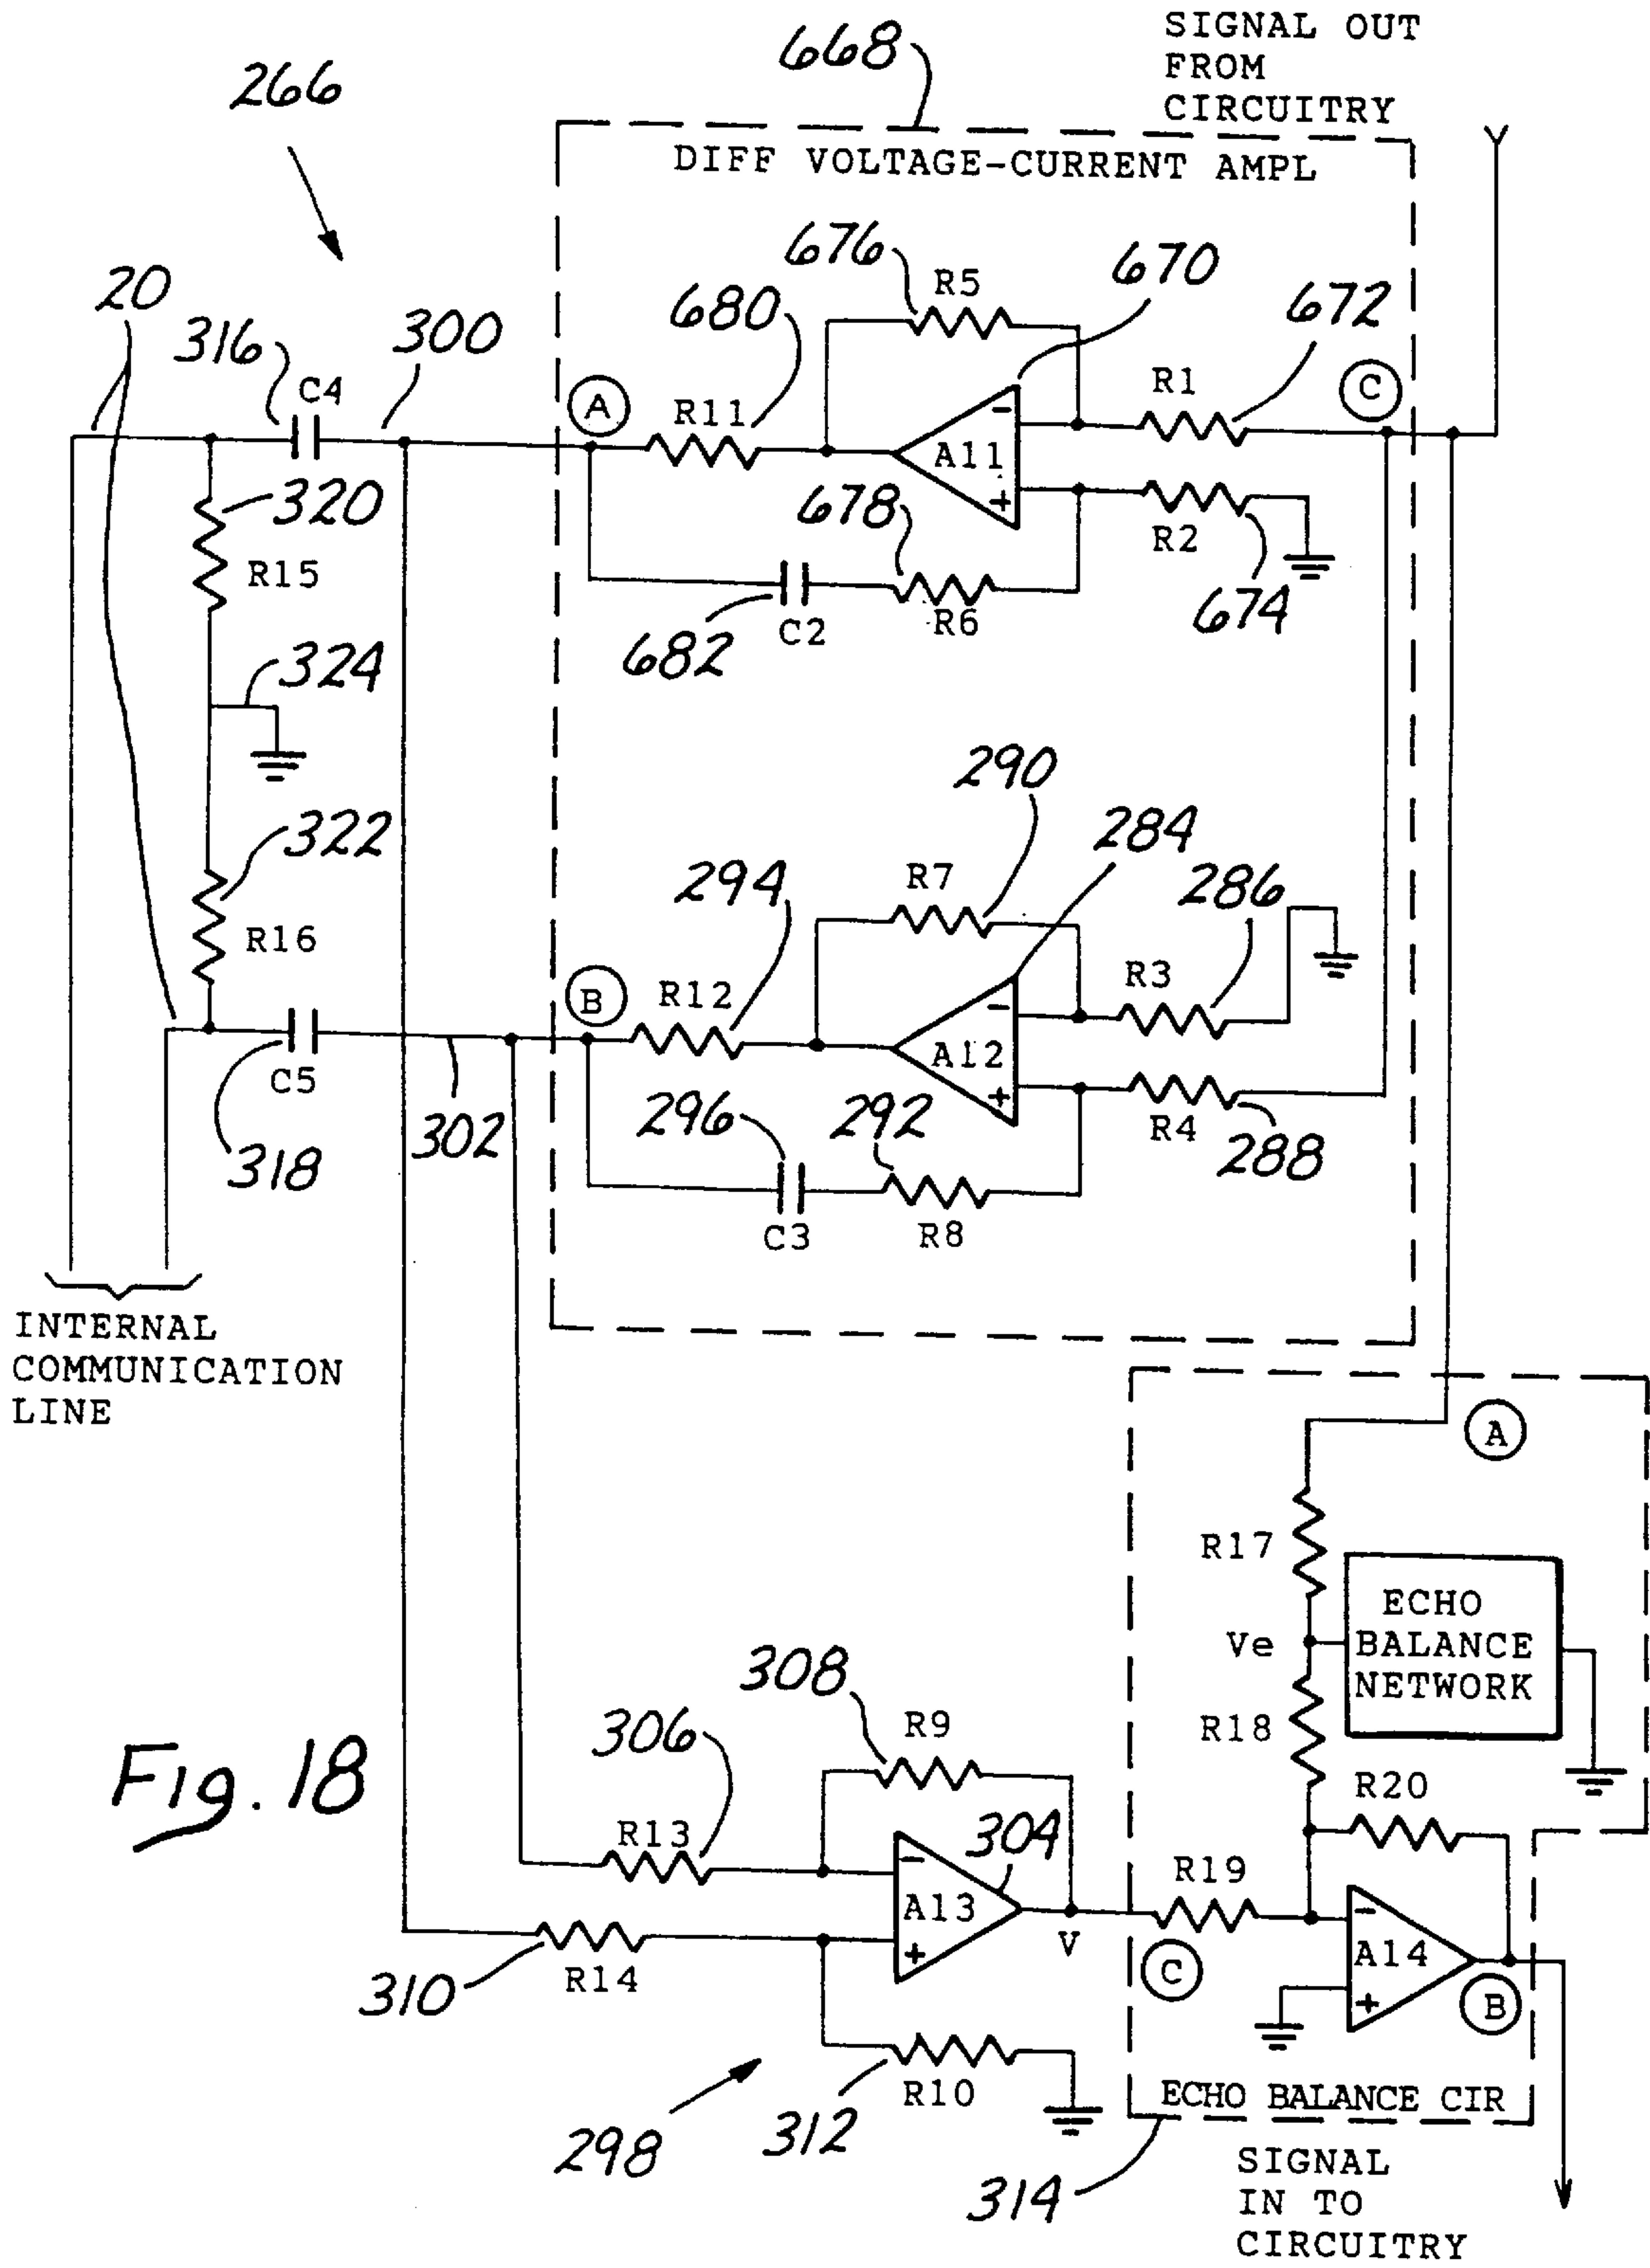 SIGNAL OUT
FROM
CIRCUITRY
668
266
DIFF VOLTAGE-CURRENT AMPL
676
R5
670
672
20
316
C4
300
680
A
R11
A11
-
+
R1
C
320
R15
678
R2
674
682
C2
R6
324
290
284
322
R16
294
R7
286
B
R12
R3
A12
-
+
C5
318
302
296
292
R4
288
C3
R8
INTERNAL
COMMUNICATION
LINE
A
R17
ECHO
BALANCE
NETWORK
Ve
308
R9
R18
306
R20
Fig. 18
R13
304
R19
-
A13
+
-
A14
+
V
C
B
310
R14
312
R10
298
ECHO BALANCE CIR
314
SIGNAL
IN TO
CIRCUITRY